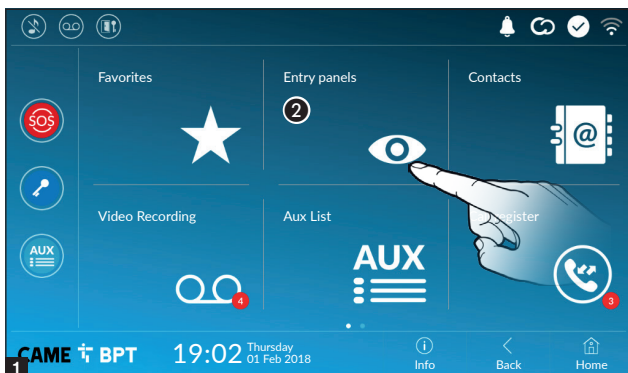 Favorites
Entry panels
Contacts
2
SOS
@
Video Recording
Aux List
register
AUX
AUX
4
3
CAME BPT
19:02
Thursday
01 Feb 2018
i
Info
Back
Home
1